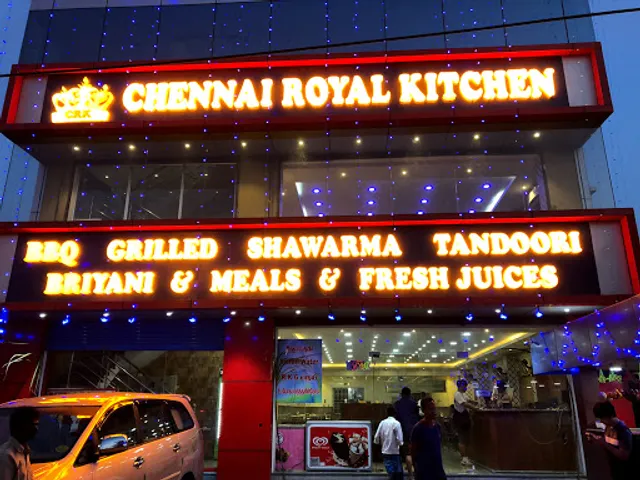 CHENNAI ROYAL KITCHEN
CRK
BBQ GRILLED SHAWARMA TANDOORI
BRIYANI & MEALS & FRESH JUICES